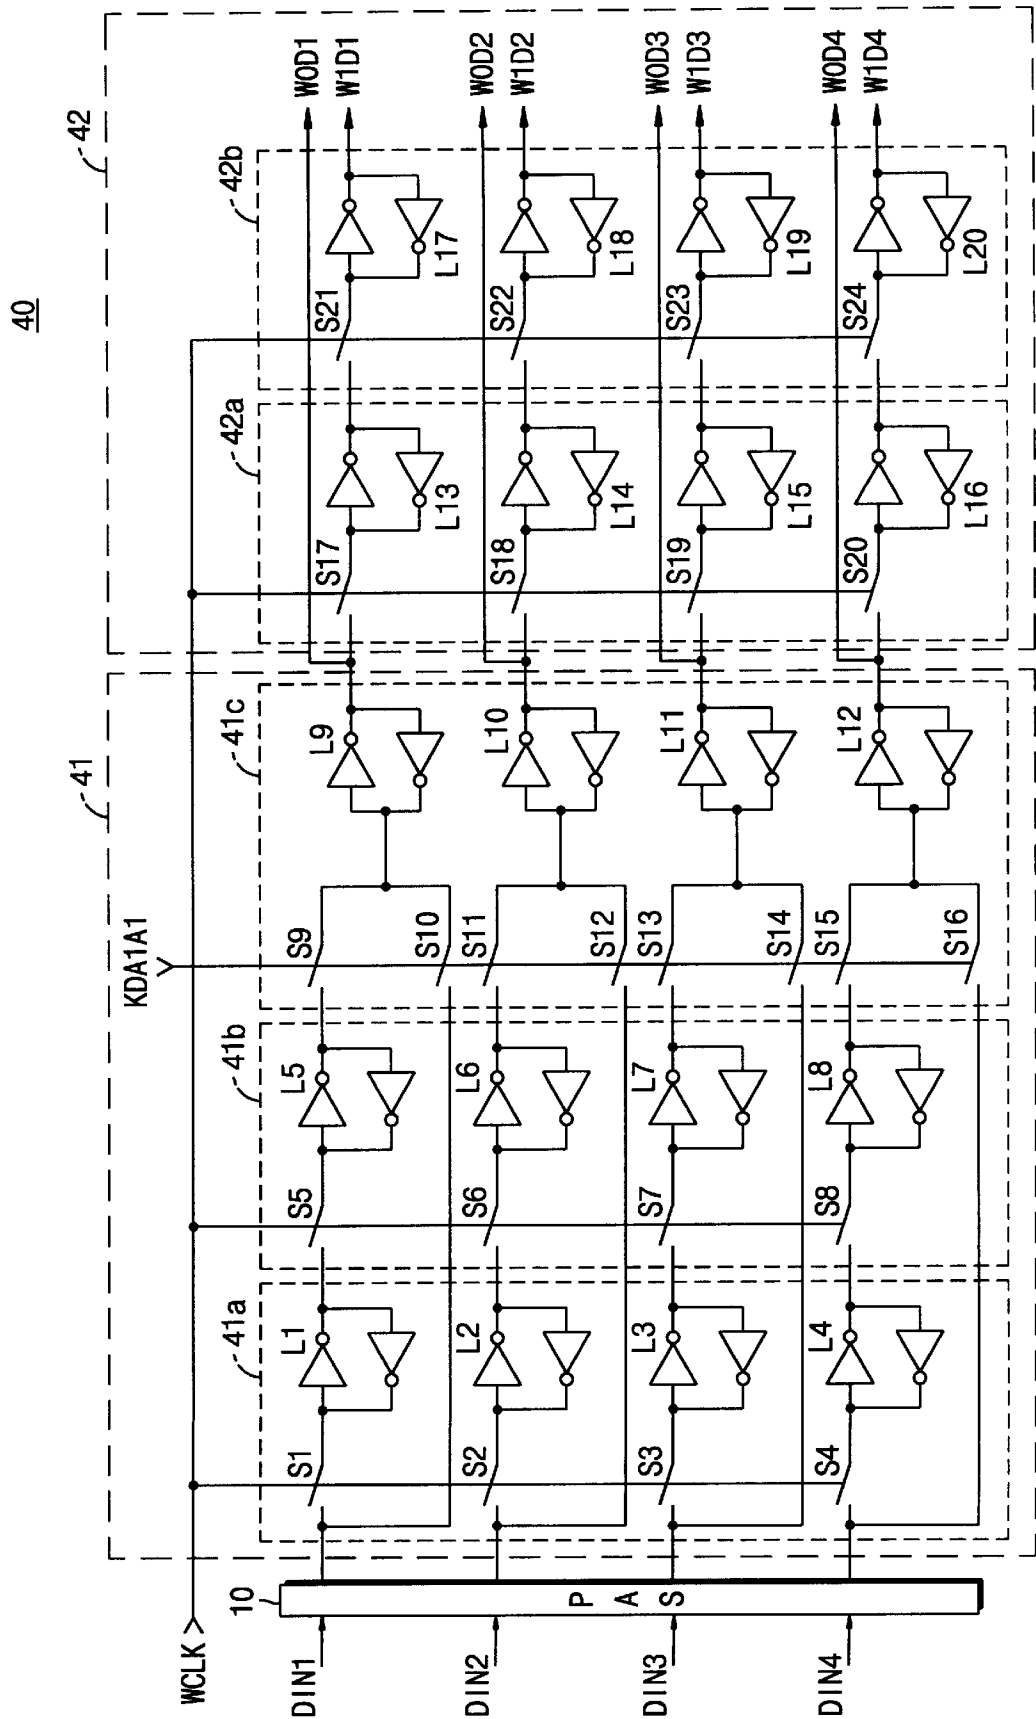 40
41
42
KDA1A1
WCLK
41a
41b
41c
42a
42b
10
P A S
DIN1
DIN2
DIN3
DIN4
S1
L1
S5
L5
S9
L9
S17
L13
S21
L17
W0D1
W1D1
S10
S2
L2
S6
L6
S11
L10
S18
L14
S22
L18
W0D2
W1D2
S12
S3
L3
S7
L7
S13
L11
S19
L15
S23
L19
W0D3
W1D3
S14
S4
L4
S8
L8
S15
L12
S20
L16
S24
L20
W0D4
W1D4
S16